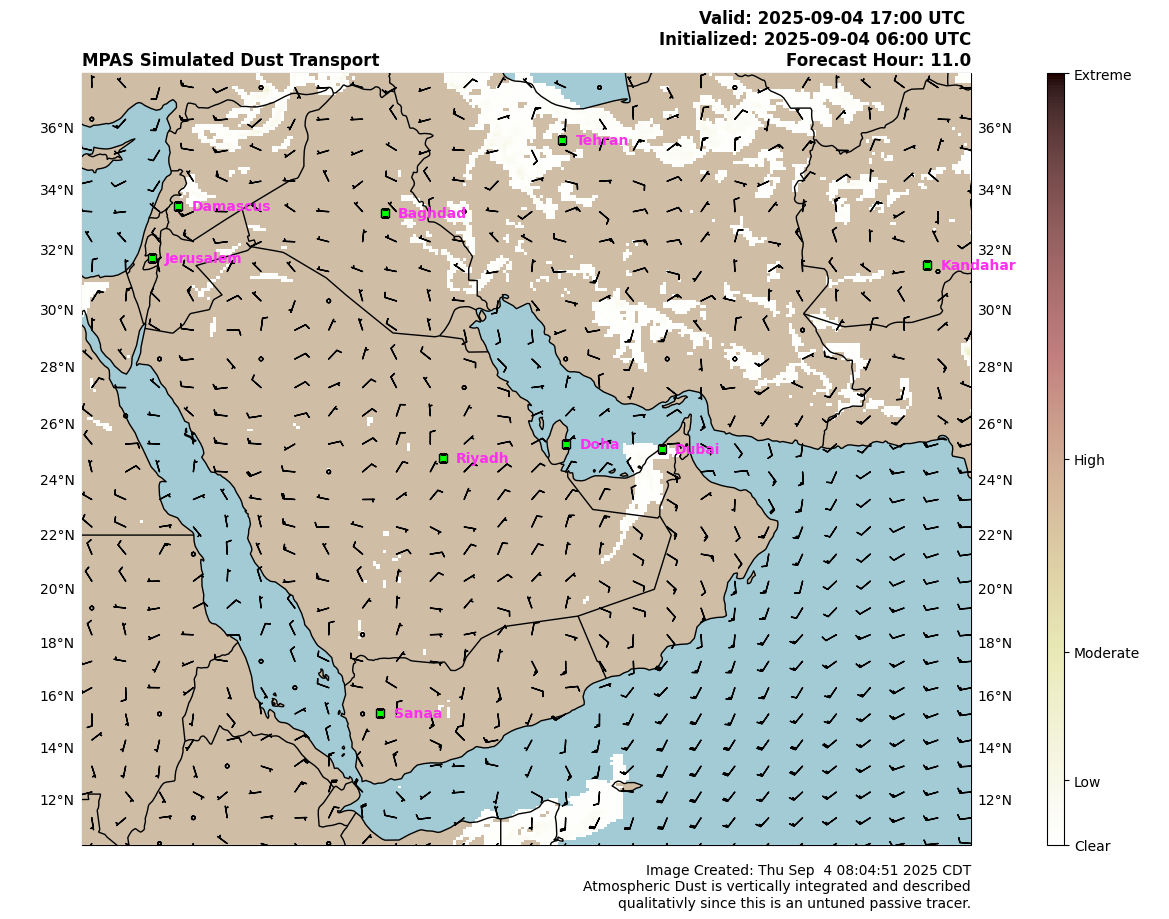 Valid: 2025-09-04 17:00 UTC
Initialized: 2025-09-04 06:00 UTC
MPAS Simulated Dust Transport
Forecast Hour: 11.0
Extreme
36°N
36°N
Tehran
34°N
34°N
Damascus
Baghdad
32°N
32°N
Jerusalem
Kandahar
30°N
30°N
28°N
28°N
26°N
26°N
Doha
Dubai
Riyadh
High
24°N
24°N
22°N
22°N
20°N
20°N
18°N
18°N
Moderate
16°N
16°N
Sanaa
14°N
14°N
Low
12°N
12°N
Clear
Image Created: Thu Sep  4 08:04:51 2025 CDT
Atmospheric Dust is vertically integrated and described
qualitativly since this is an untuned passive tracer.